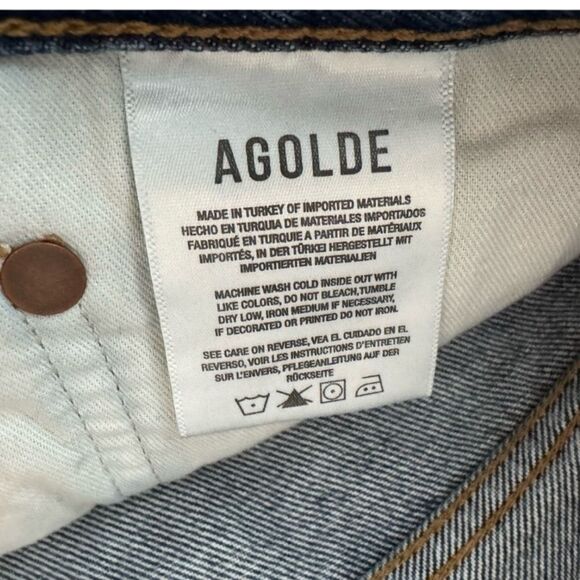 AGOLDE
MADE IN TURKEY OF IMPORTED MATERIALS
HECHO EN TURQUIA DE MATERIALES IMPORTADOS
FABRIQUÉ EN TURQUIE A PARTIR DE MATÉRIAUX
IMPORTÉS, IN DER TÜRKEI HERGESTELLT MIT
IMPORTIERTEN MATERIALIEN
MACHINE WASH COLD INSIDE OUT WITH
LIKE COLORS, DO NOT BLEACH,TUMBLE
DRY LOW, IRON MEDIUM IF NECESSARY,
IF DECORATED OR PRINTED DO NOT IRON.
SEE CARE ON REVERSE, VEA EL CUIDADO EN EL
REVERSO, VOIR LES INSTRUCTIONS D'ENTRETIEN
SUR L'ENVERS, PFLEGEANLEITUNG AUF DER
RÜCKSEITE